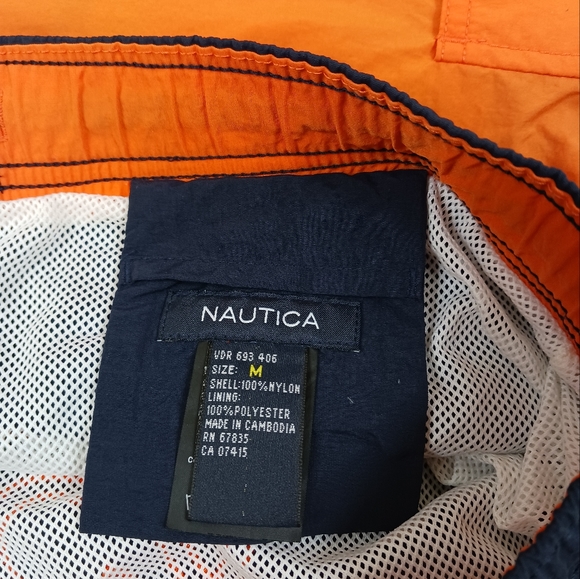 NAUTICA
VDR 693 406
SIZE: M
SHELL:100%NYLON
LINING:
100%POLYESTER
MADE IN CAMBODIA
RN 67835
CA 07415